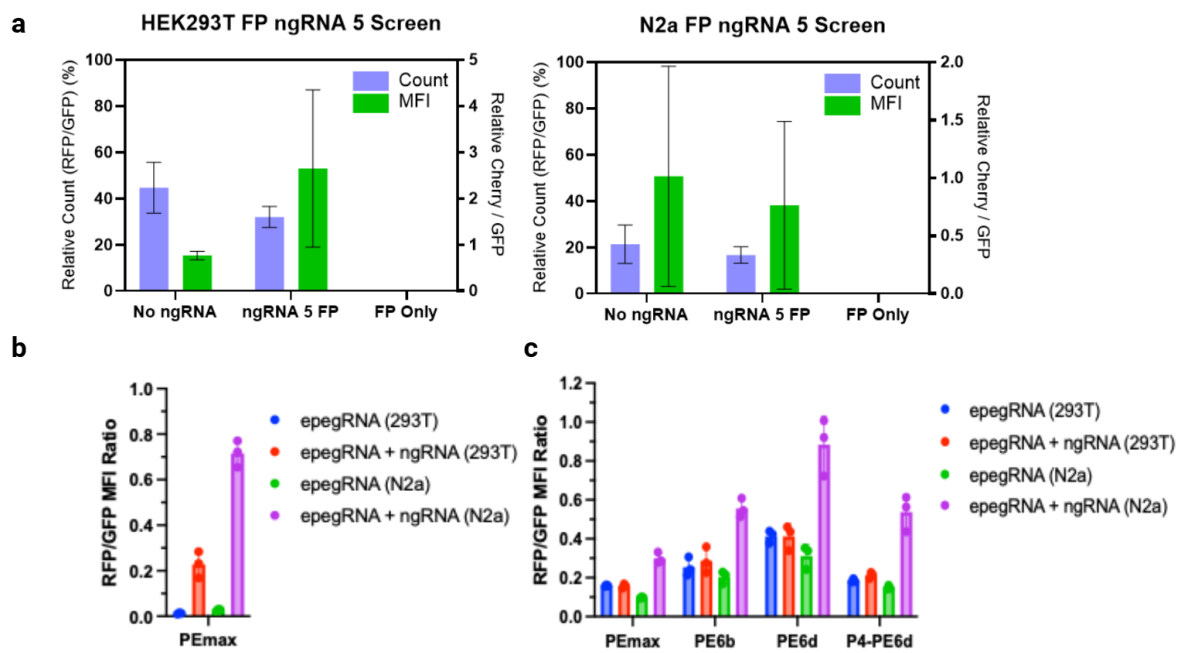 a
HEK293T FP ngRNA 5 Screen
Relative Count (RFP/GFP) (%)
100
80
60
40
20
0
Count
MFI
5
4
3
2
1
0
Relative Cherry / GFP
No ngRNA
ngRNA 5 FP
FP Only
N2a FP ngRNA 5 Screen
Relative Count (RFP/GFP) (%)
100
80
60
40
20
0
Count
MFI
2.0
1.5
1.0
0.5
0.0
Relative Cherry / GFP
No ngRNA
ngRNA 5 FP
FP Only
b
RFP/GFP MFI Ratio
1.0
0.8
0.6
0.4
0.2
0.0
PEmax
epegRNA (293T)
epegRNA + ngRNA (293T)
epegRNA (N2a)
epegRNA + ngRNA (N2a)
c
RFP/GFP MFI Ratio
1.2
1.0
0.8
0.6
0.4
0.2
0.0
PEmax
PE6b
PE6d
P4-PE6d
epegRNA (293T)
epegRNA + ngRNA (293T)
epegRNA (N2a)
epegRNA + ngRNA (N2a)